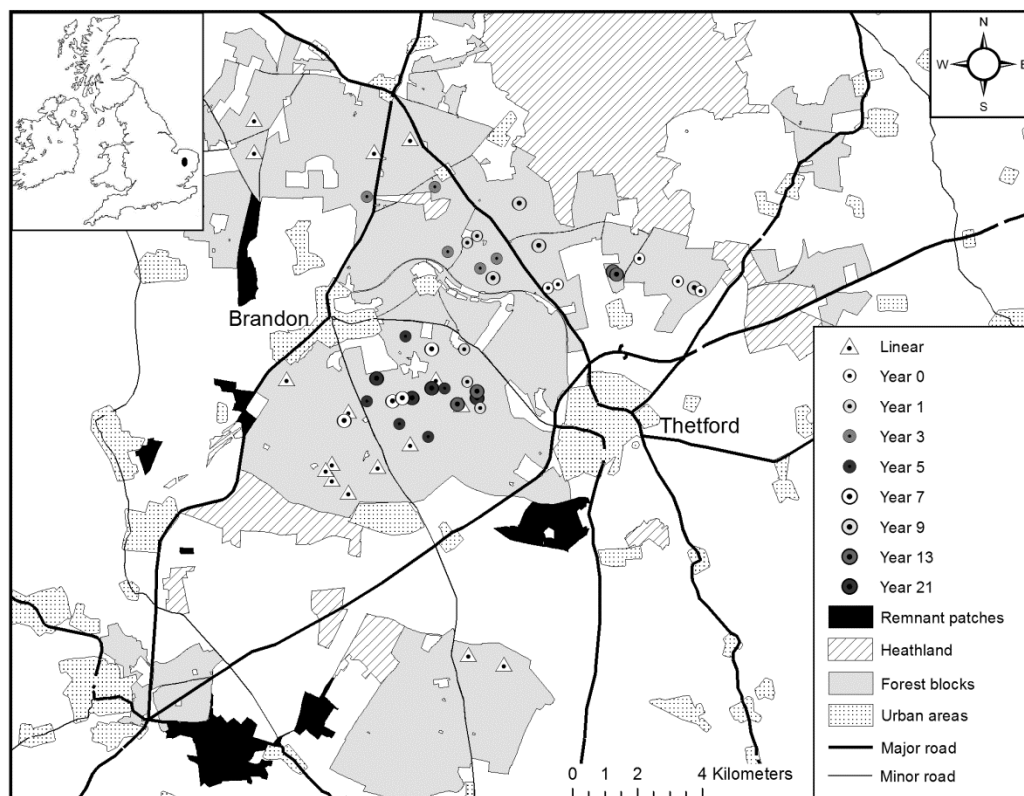 N
W E
S
Brandon
Thetford
Linear
Year 0
Year 1
Year 3
Year 5
Year 7
Year 9
Year 13
Year 21
Remnant patches
Heathland
Forest blocks
Urban areas
Major road
Minor road
0 1 2 4 Kilometers